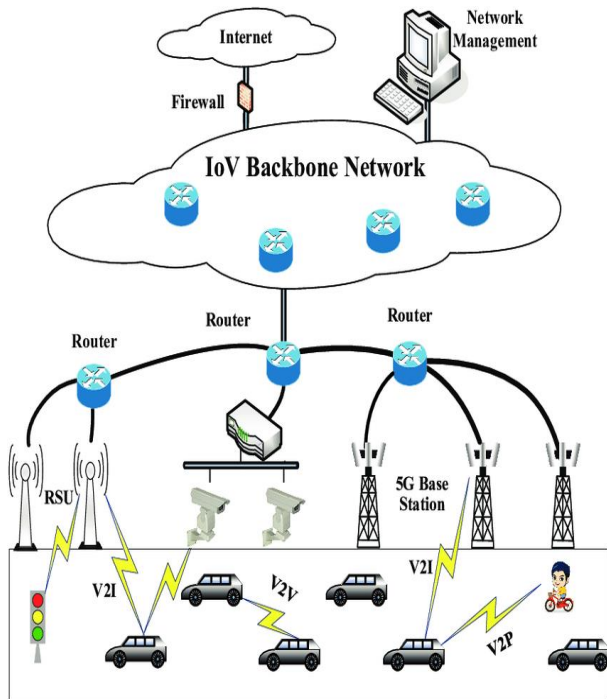 Internet
Network
Management
Firewall
IoV Backbone Network
Router
Router
Router
RSU
5G Base
Station
V2I
V2V
V2I
V2P